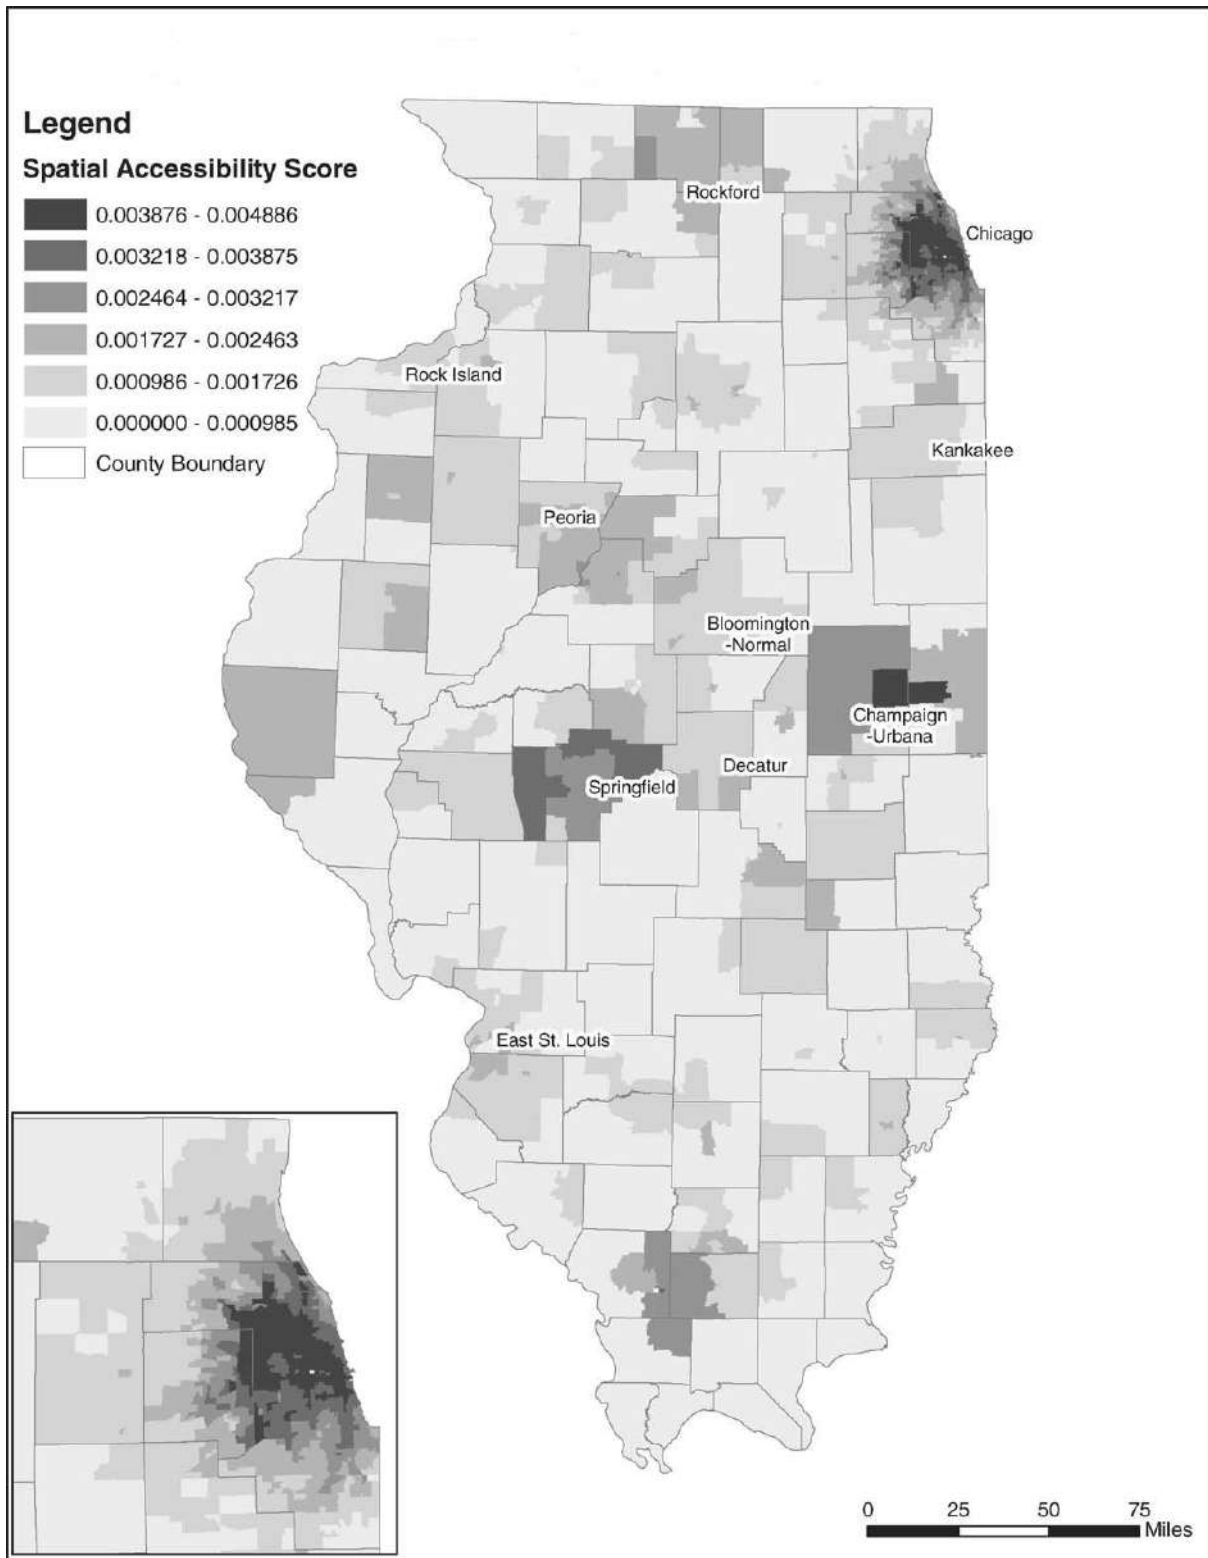 Legend
Spatial Accessibility Score
0.003876 - 0.004886
0.003218 - 0.003875
0.002464 - 0.003217
0.001727 - 0.002463
0.000986 - 0.001726
0.000000 - 0.000985
County Boundary
Rockford
Chicago
Rock Island
Kankakee
Peoria
Bloomington
-Normal
Champaign
-Urbana
Decatur
Springfield
East St. Louis
0 25 50 75
Miles